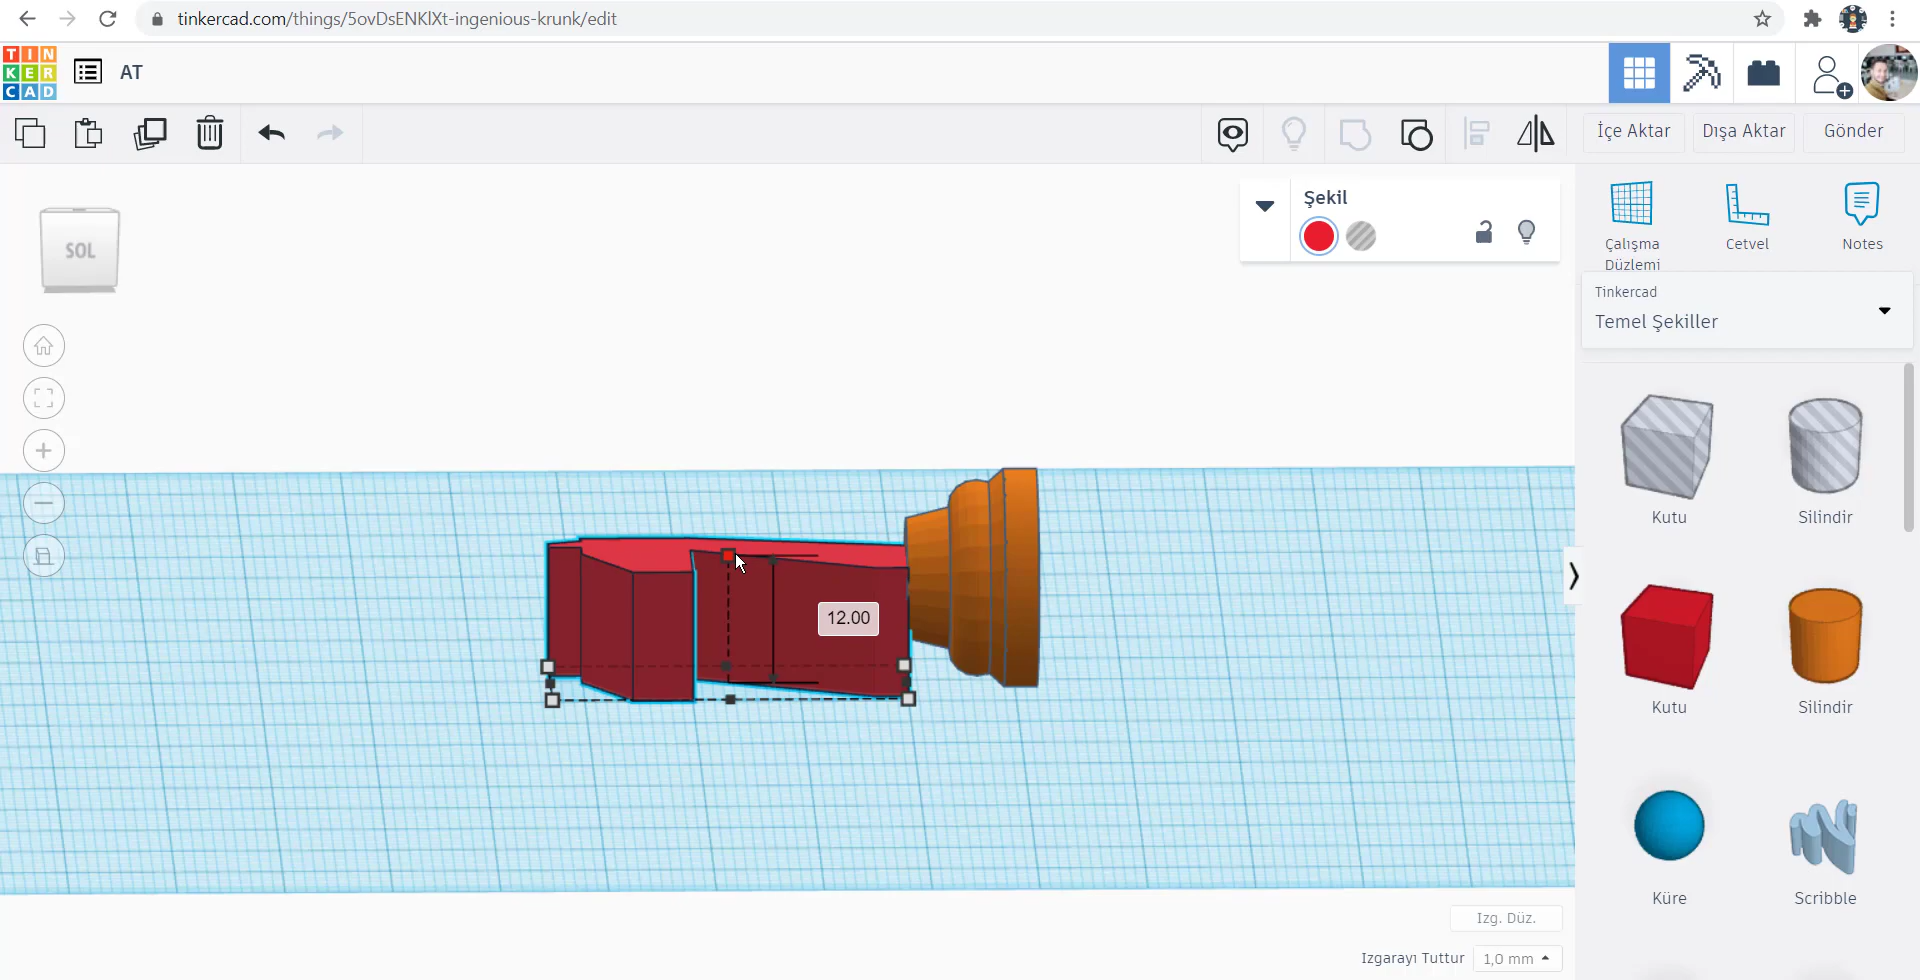 tinkercad.com/things/5ovDsENKlXt-ingenious-krunk/edit
TIN
KER
CAD
AT
İçe Aktar
Dışa Aktar
Gönder
SOL
Şekil
Çalışma
Düzlemi
Cetvel
Notes
Tinkercad
Temel Şekiller
Kutu
Silindir
12.00
Kutu
Silindir
Küre
Scribble
Izg. Düz.
Izgarayı Tuttur
1,0 mm